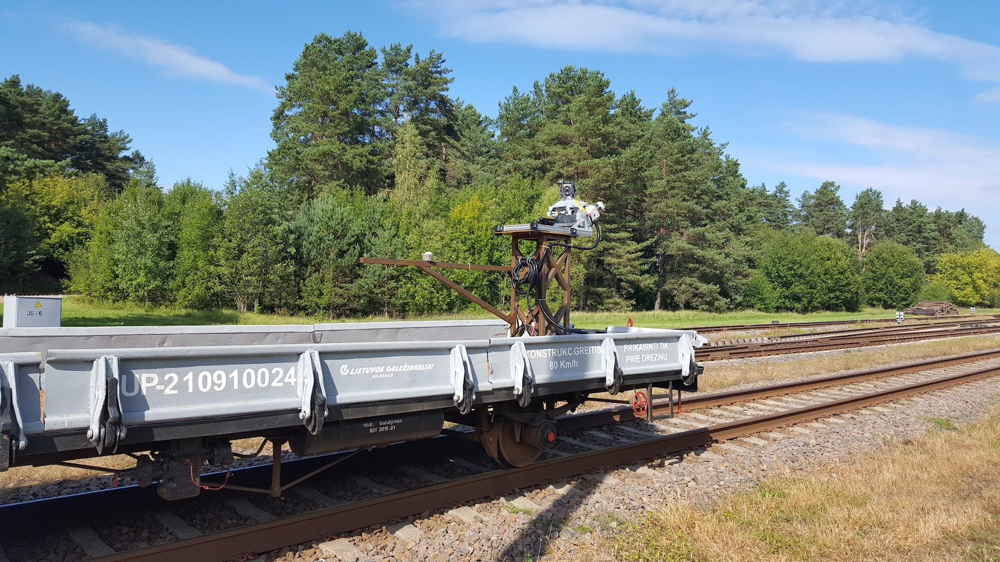 JS-6
UP-210910024
LIETUVOS GELEŽINKELIAI
VILNIAUS
KONSTRUKC.GREITIS
80 Km/h
PRIKABINTI TIK
PRIE DREZINŲ
Hidr. bandymas
831 2015.01